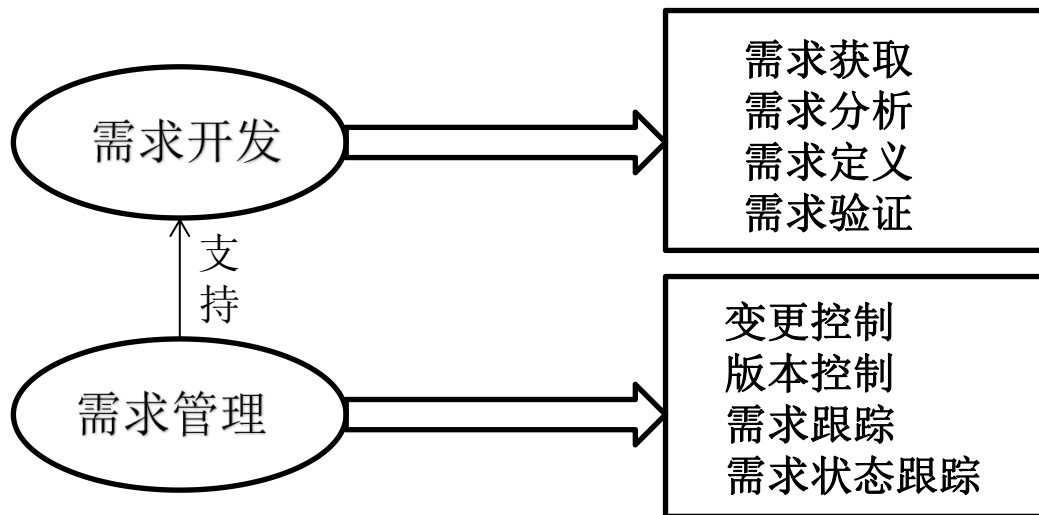 需求开发
需求获取
需求分析
需求定义
需求验证
支
持
需求管理
变更控制
版本控制
需求跟踪
需求状态跟踪